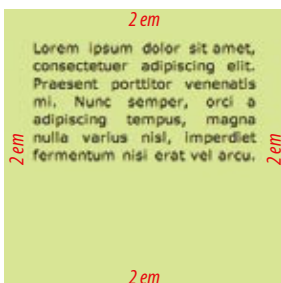 2 em
Lorem ipsum dolor sit amet,
consectetuer adipiscing elit.
Praesent porttitor venenatis
mi. Nunc semper, orci a
adipiscing tempus, magna
nulla varius nisl, imperdiet
fermentum nisi erat vel arcu.
2 em
2 em
2 em